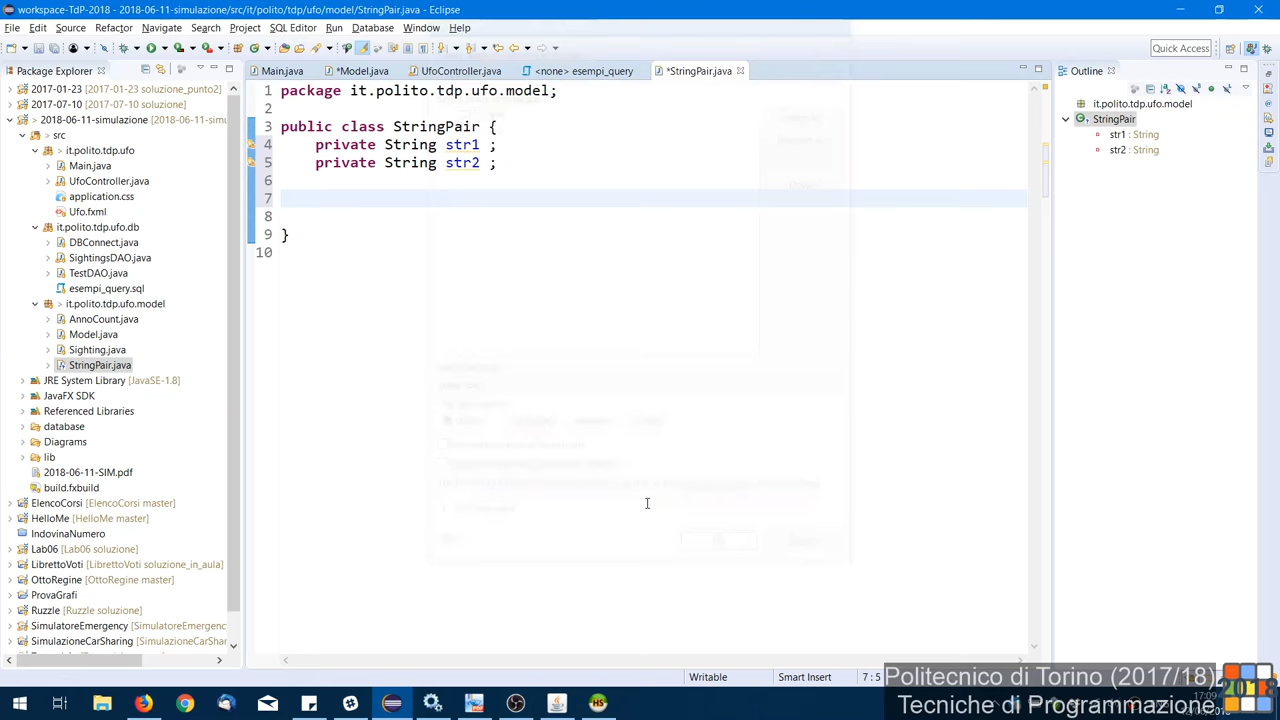 workspace-TdP-2018 - 2018-06-11-simulazione/src/it/polito/tdp/ufo/model/StringPair.java - Eclipse
File Edit Source Refactor Navigate Search Project SQL Editor Run Database Window Help
Quick Access
Package Explorer
Main.java
*Model.java
UfoController.java
<none> esempi_query
*StringPair.java
Outline
2017-01-23 [2017-01-23 soluzione_punto2]
2017-07-10 [2017-07-10 soluzione]
> 2018-06-11-simulazione [2018-06-11-simu
> src
> it.polito.tdp.ufo
Main.java
UfoController.java
application.css
Ufo.fxml
it.polito.tdp.ufo.db
DBConnect.java
SightingsDAO.java
TestDAO.java
esempi_query.sql
> it.polito.tdp.ufo.model
AnnoCount.java
Model.java
Sighting.java
StringPair.java
JRE System Library [JavaSE-1.8]
JavaFX SDK
Referenced Libraries
database
Diagrams
lib
2018-06-11-SIM.pdf
build.fxbuild
ElencoCorsi [ElencoCorsi master]
HelloMe [HelloMe master]
IndovinaNumero
Lab06 [Lab06 soluzione]
LibrettoVoti [LibrettoVoti soluzione_in_aula]
OttoRegine [OttoRegine master]
ProvaGrafi
Ruzzle [Ruzzle soluzione]
SimulatoreEmergency [SimulatoreEmergency
SimulazioneCarSharing [SimulazioneCarShar
1 package it.polito.tdp.ufo.model;
2
3 public class StringPair {
4 private String str1 ;
5 private String str2 ;
6
7
8
9 }
10
it.polito.tdp.ufo.model
StringPair
str1 : String
str2 : String
Writable
Smart Insert
7 : 5
Politecnico di Torino (2017/18)
Tecniche di Programmazione
2018
17:09